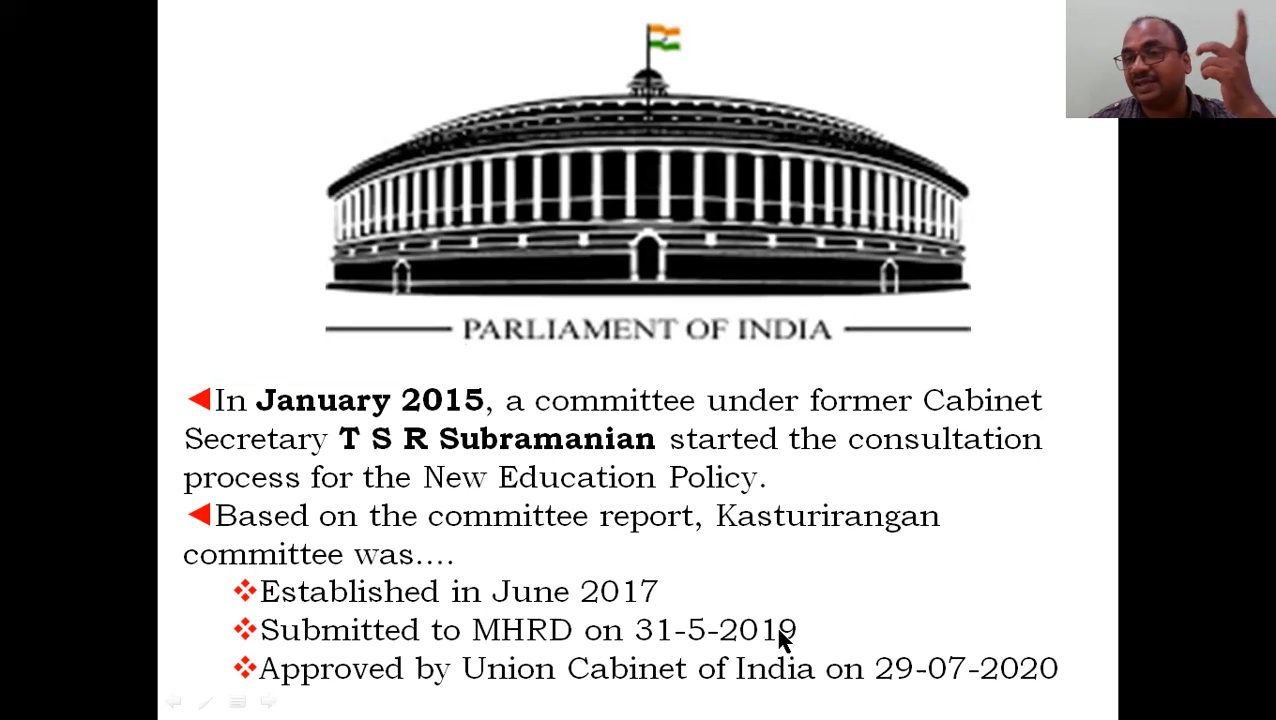 PARLIAMENT OF INDIA
In January 2015, a committee under former Cabinet
Secretary T S R Subramanian started the consultation
process for the New Education Policy.
Based on the committee report, Kasturirangan
committee was....
Established in June 2017
Submitted to MHRD on 31-5-2019
Approved by Union Cabinet of India on 29-07-2020